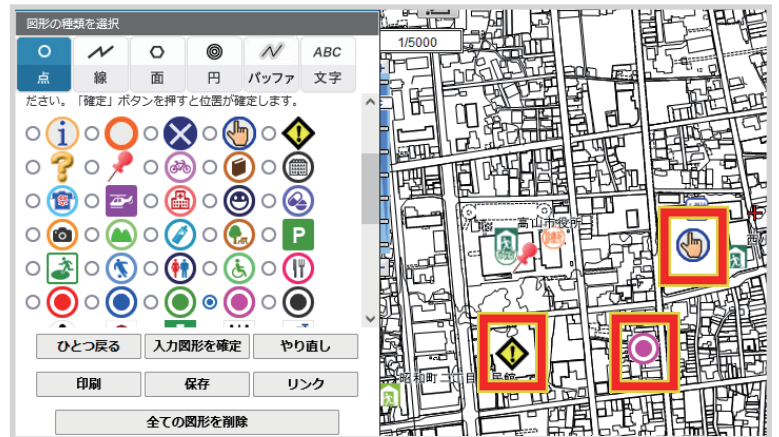 図形の種類を選択
点
線
面
円
バッファ
ABC
文字
ださい。「確定」ボタンを押すと位置が確定します。
i
?
祭
P
ひとつ戻る
入力図形を確定
やり直し
印刷
保存
リンク
全ての図形を削除
1/5000
高山市役所